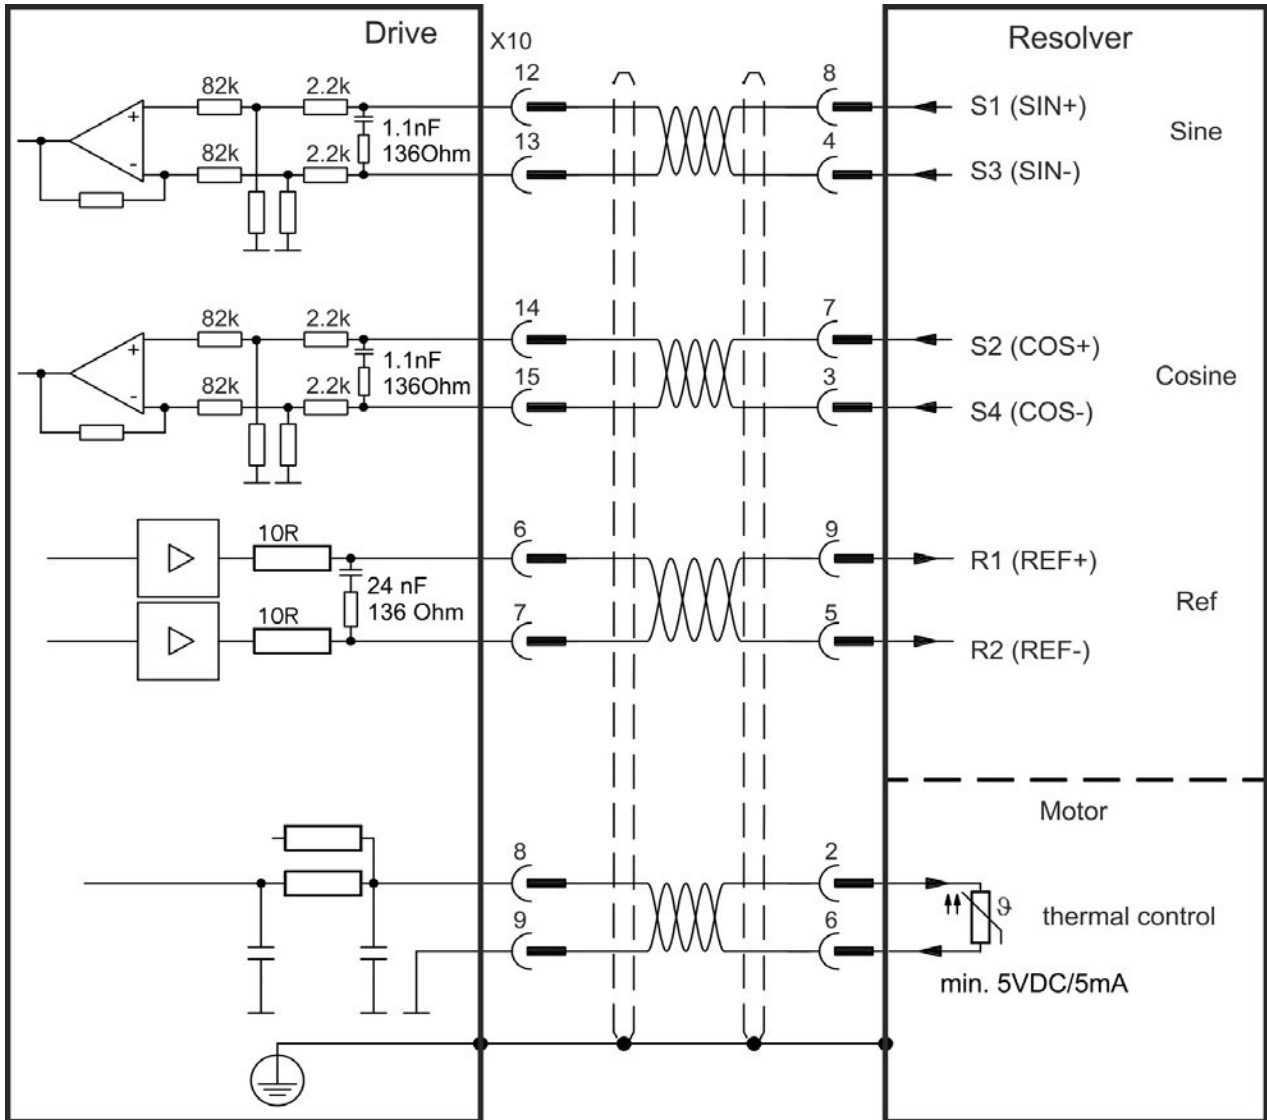 Drive
X10
Resolver
82k
2.2k
12
8
S1 (SIN+)
+
1.1nF
136Ohm
Sine
-
82k
2.2k
13
4
S3 (SIN-)
82k
2.2k
14
7
S2 (COS+)
+
1.1nF
136Ohm
Cosine
-
82k
2.2k
15
3
S4 (COS-)
10R
6
9
R1 (REF+)
24 nF
136 Ohm
Ref
10R
7
5
R2 (REF-)
Motor
8
2
ϑ
thermal control
9
6
min. 5VDC/5mA